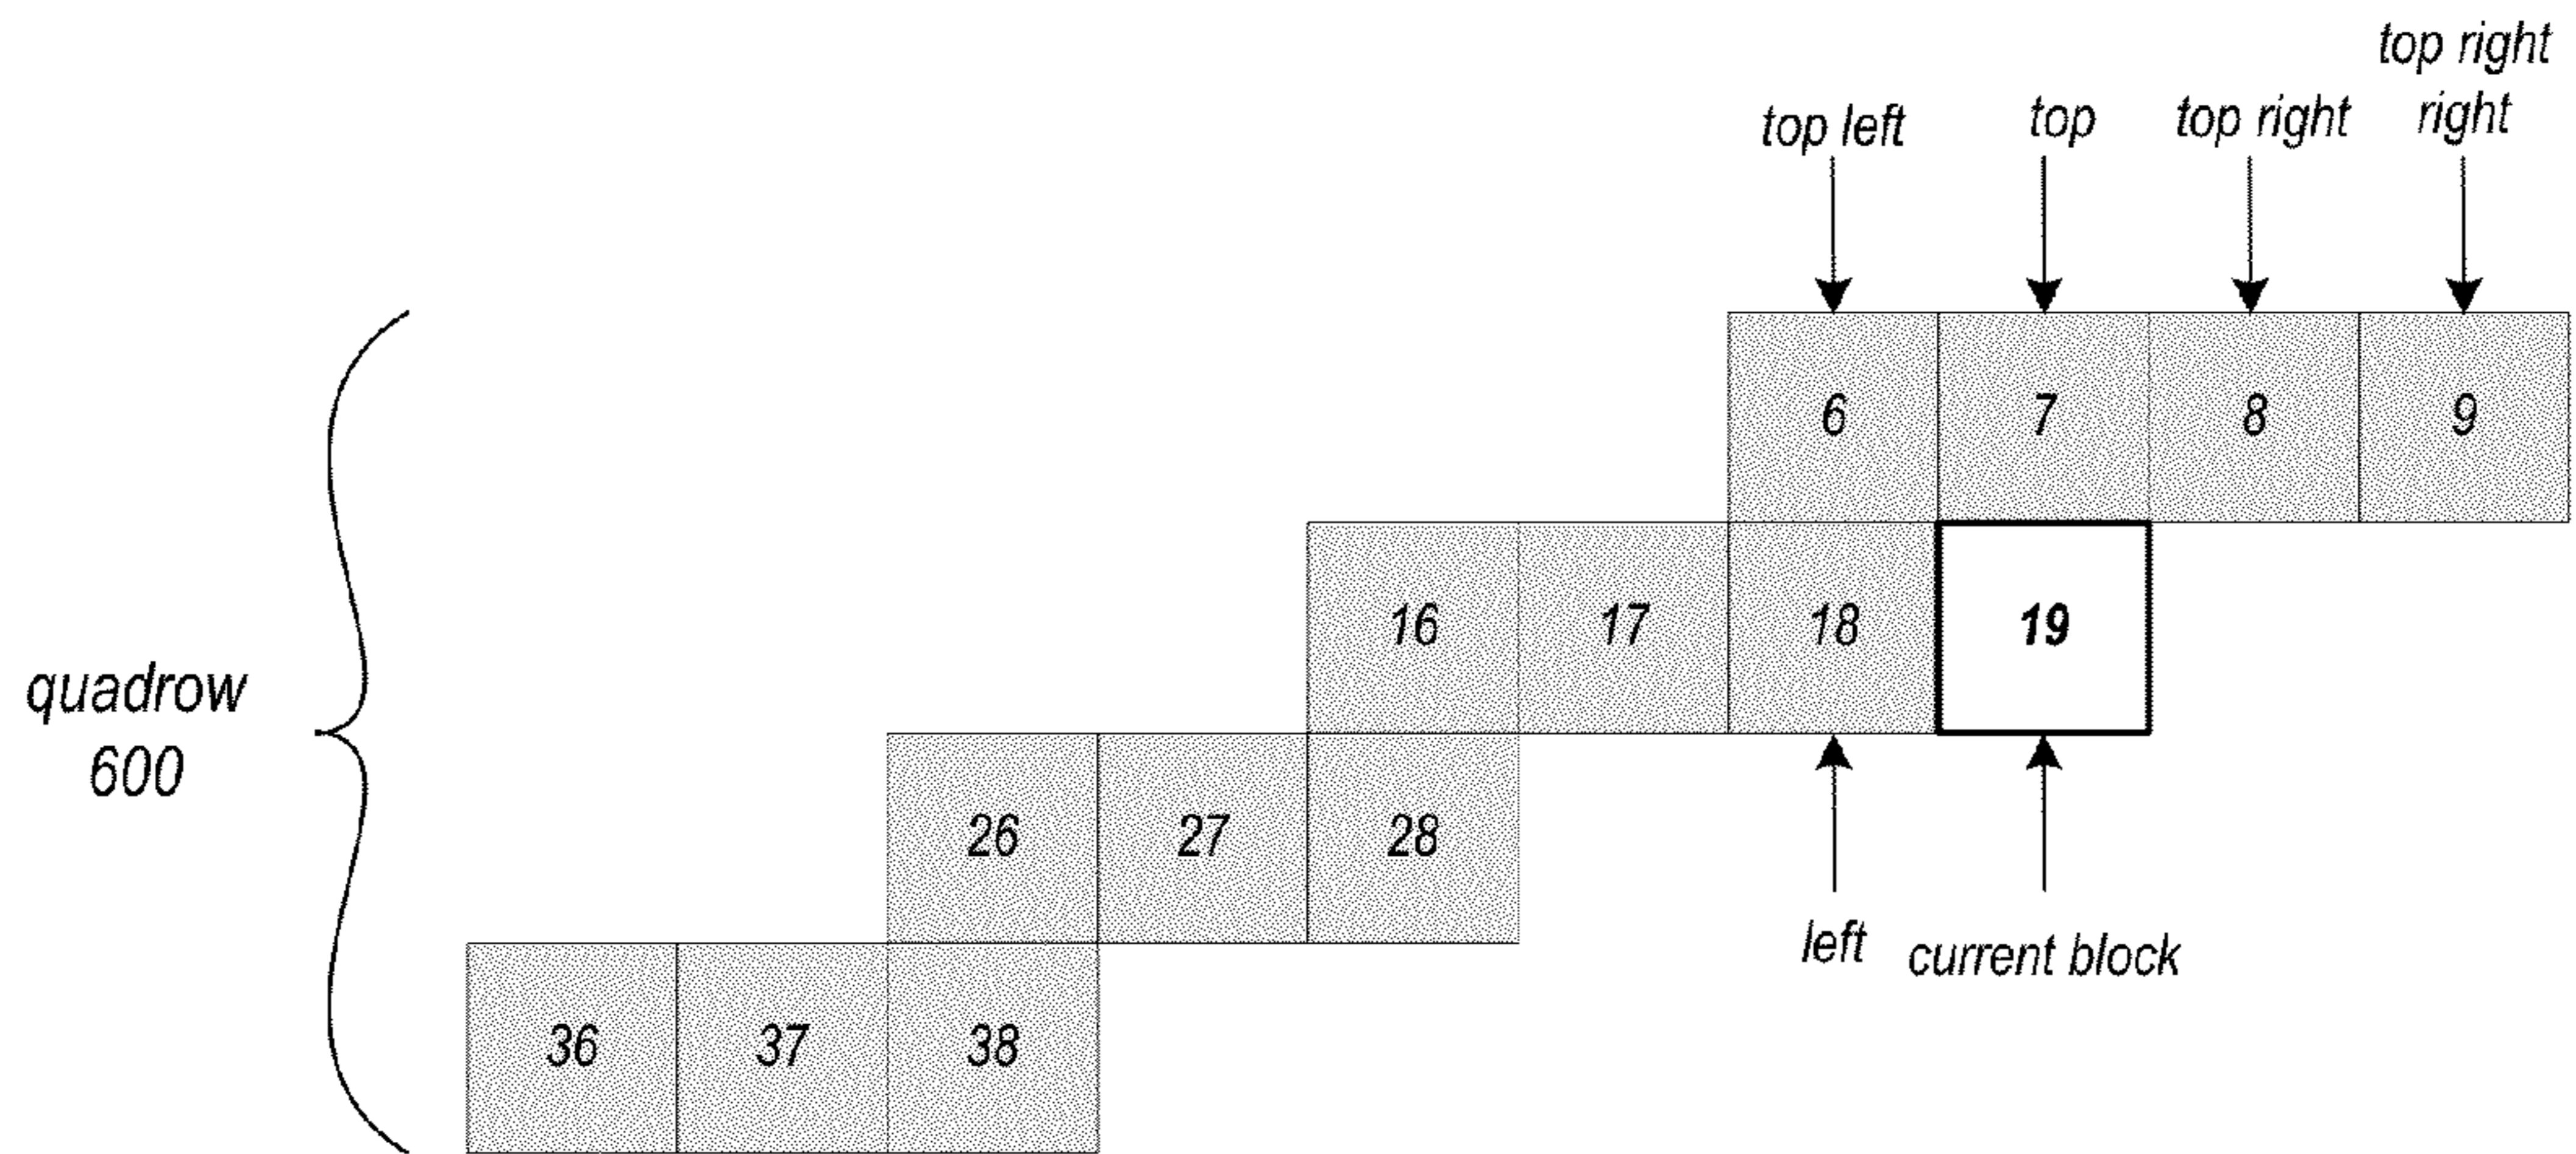 top right
right
top left
top
top right
6
7
8
9
16
17
18
19
quadrow
600
26
27
28
left
current block
36
37
38